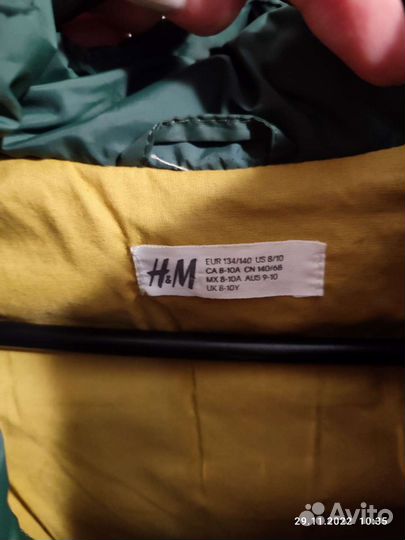 H&M
EUR 134/140 US 8/10
CA 8-10A CN 140/68
MX 8-10A AUS 9-10
UK 8-10Y
29.11.2022 10:35
Avito